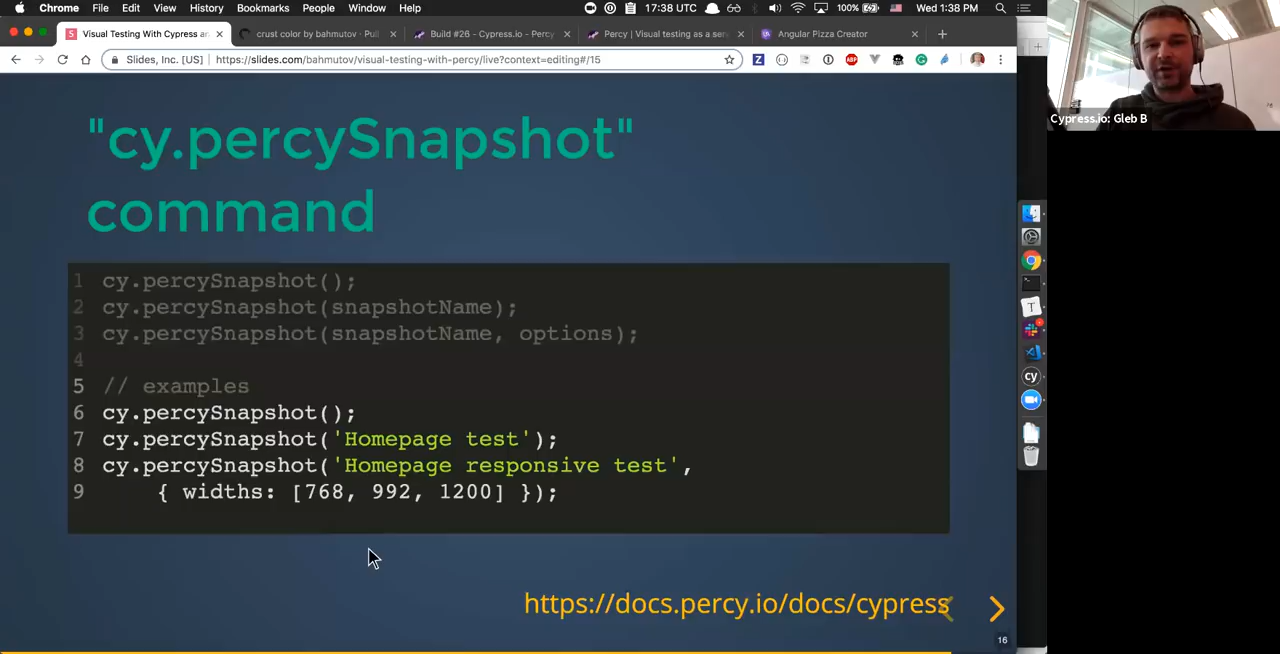 Chrome File Edit View History Bookmarks People Window Help 17:38 UTC 100% Wed 1:38 PM
Visual Testing With Cypress an × crust color by bahmutov · Pull × Build #26 - Cypress.io - Percy × Percy | Visual testing as a serv × Angular Pizza Creator × +
Slides, Inc. [US] https://slides.com/bahmutov/visual-testing-with-percy/live?context=editing#/15
Cypress.io: Gleb B
"cy.percySnapshot"
command
1 cy.percySnapshot();
2 cy.percySnapshot(snapshotName);
3 cy.percySnapshot(snapshotName, options);
4
5 // examples
6 cy.percySnapshot();
7 cy.percySnapshot('Homepage test');
8 cy.percySnapshot('Homepage responsive test',
9 { widths: [768, 992, 1200] });
https://docs.percy.io/docs/cypress
16